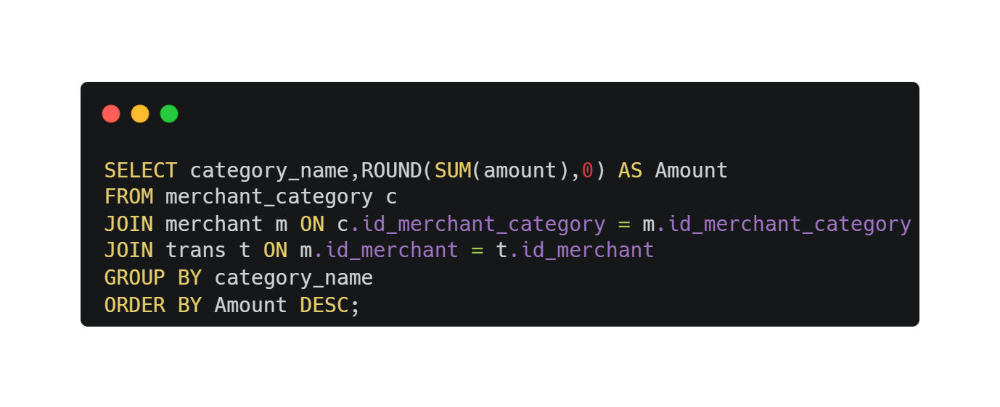 SELECT category_name,ROUND(SUM(amount),0) AS Amount
FROM merchant_category c
JOIN merchant m ON c.id_merchant_category = m.id_merchant_category
JOIN trans t ON m.id_merchant = t.id_merchant
GROUP BY category_name
ORDER BY Amount DESC;